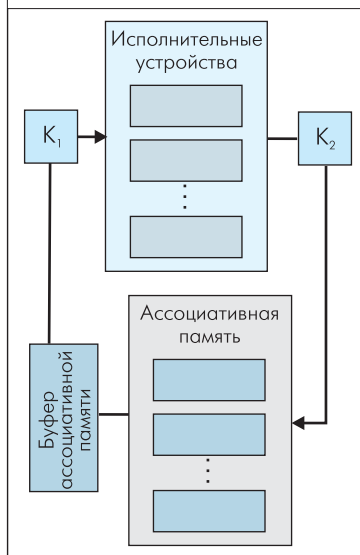 Исполнительные
устройства
K₁
⋮
K₂
Ассоциативная
память
⋮
Буфер
ассоциативной
памяти